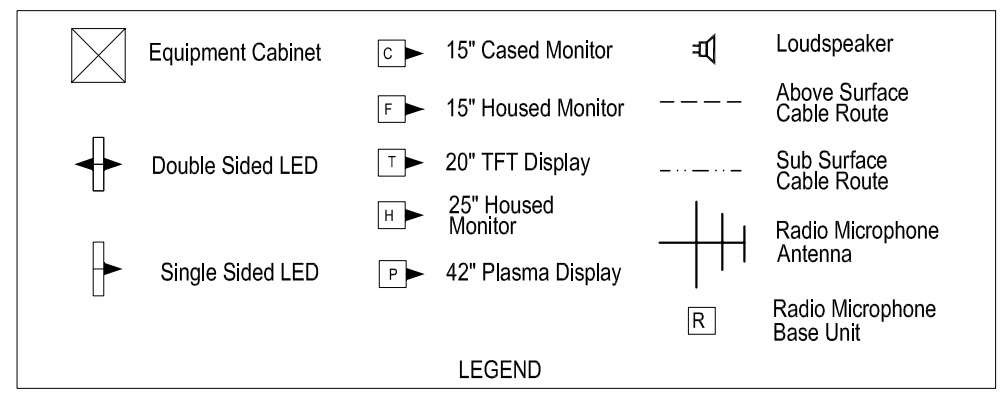 Equipment Cabinet
Double Sided LED
Single Sided LED
C
15" Cased Monitor
F
15" Housed Monitor
T
20" TFT Display
H
25" Housed
Monitor
P
42" Plasma Display
Loudspeaker
Above Surface
Cable Route
Sub Surface
Cable Route
Radio Microphone
Antenna
R
Radio Microphone
Base Unit
LEGEND